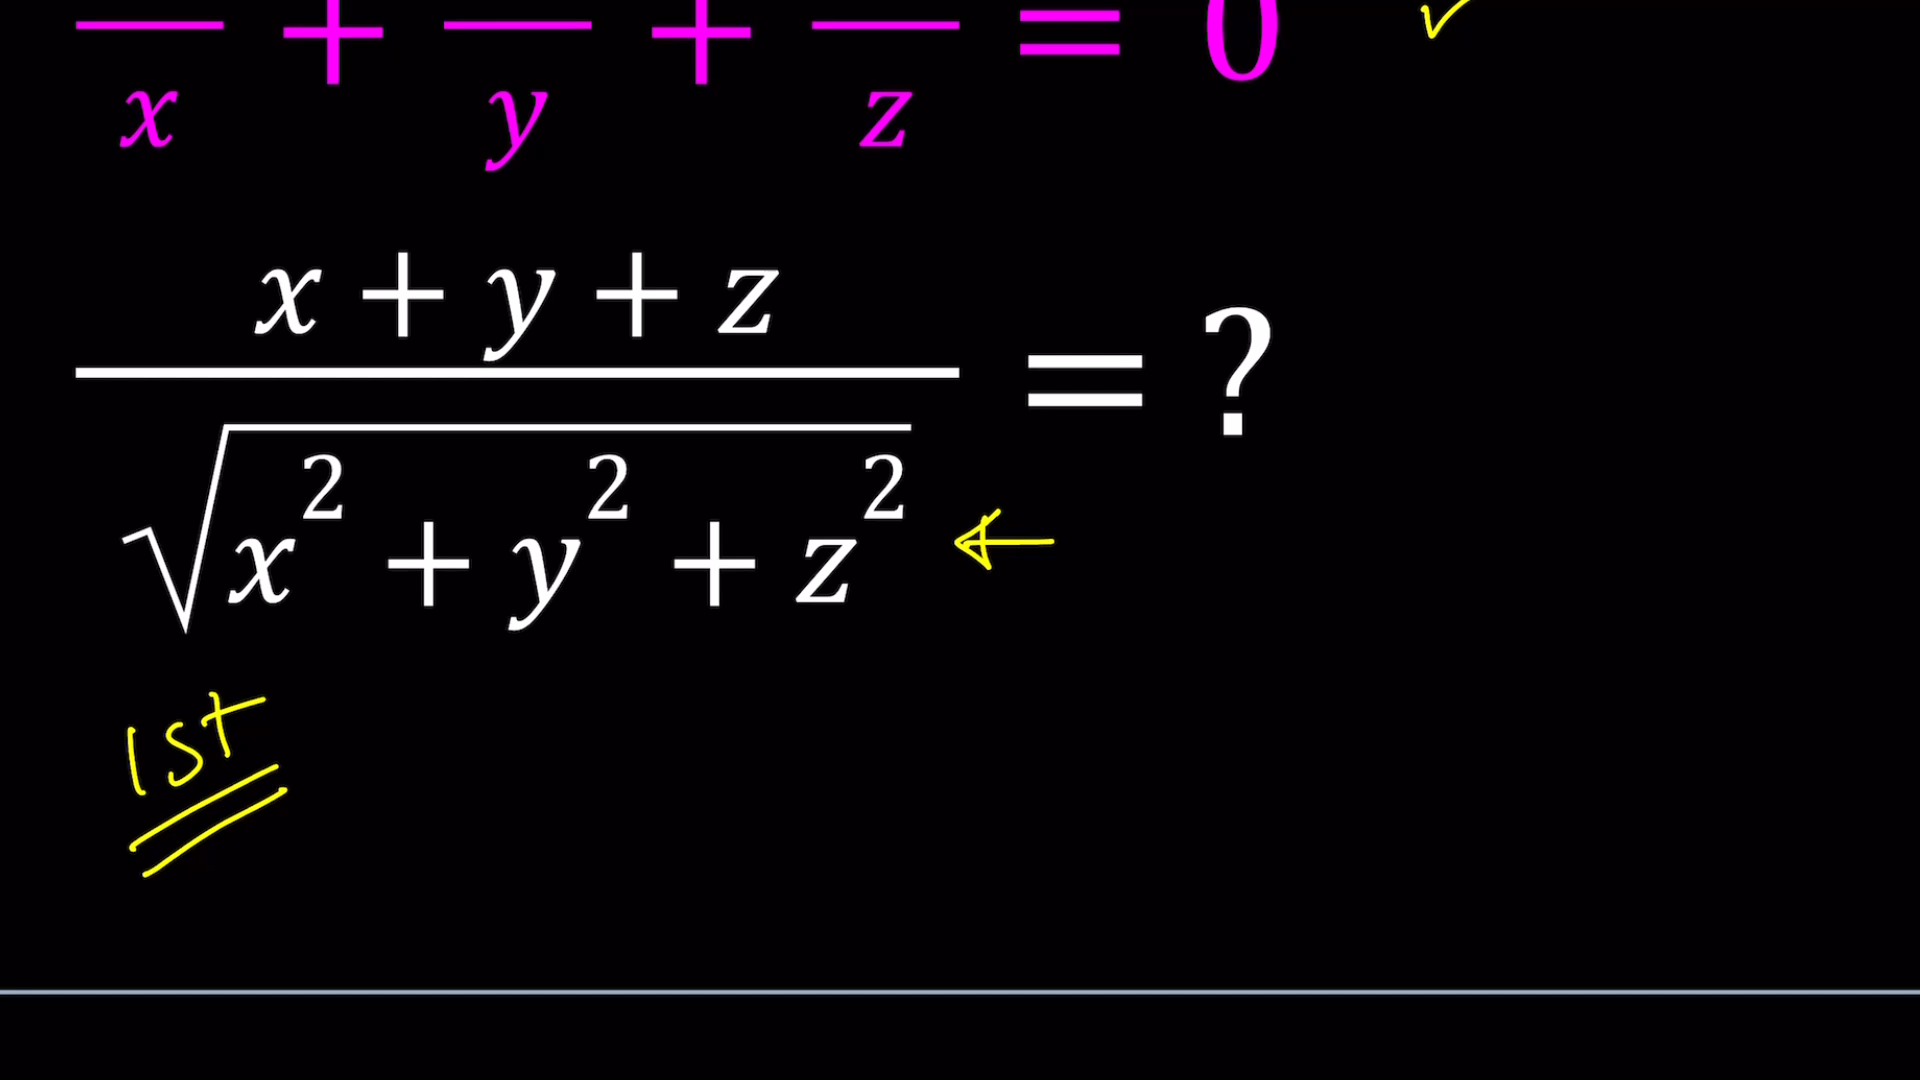 ― + ― + ― = 0 ✓
x y z
x + y + z
――― = ?
√x² + y² + z² ←
1st